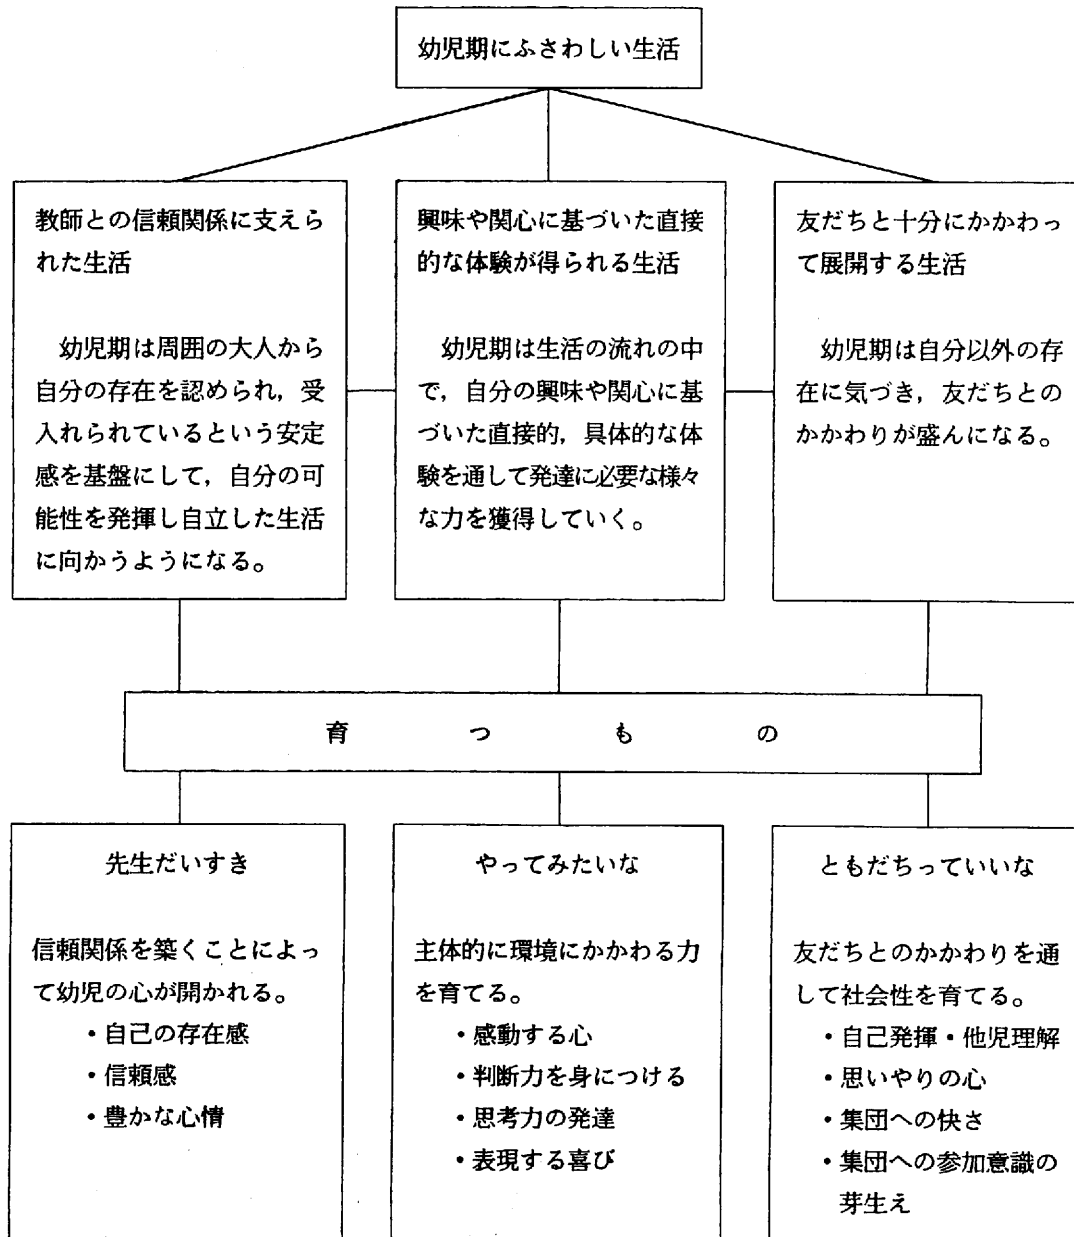 幼児期にふさわしい生活
教師との信頼関係に支えら
れた生活
幼児期は周囲の大人から
自分の存在を認められ，受
入れられているという安定
感を基盤にして，自分の可
能性を発揮し自立した生活
に向かうようになる。
興味や関心に基づいた直接
的な体験が得られる生活
幼児期は生活の流れの中
で，自分の興味や関心に基
づいた直接的，具体的な体
験を通して発達に必要な様々
な力を獲得していく。
友だちと十分にかかわっ
て展開する生活
幼児期は自分以外の存
在に気づき，友だちとの
かかわりが盛んになる。
育つもの
先生だいすき
信頼関係を築くことによっ
て幼児の心が開かれる。
・自己の存在感
・信頼感
・豊かな心情
やってみたいな
主体的に環境にかかわる力
を育てる。
・感動する心
・判断力を身につける
・思考力の発達
・表現する喜び
ともだちっていいな
友だちとのかかわりを通
して社会性を育てる。
・自己発揮・他児理解
・思いやりの心
・集団への快さ
・集団への参加意識の
芽生え